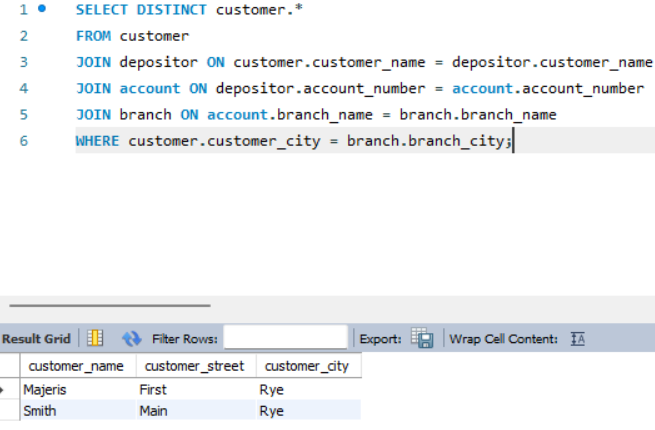 1 SELECT DISTINCT customer.*
2 FROM customer
3 JOIN depositor ON customer.customer_name = depositor.customer_name
4 JOIN account ON depositor.account_number = account.account_number
5 JOIN branch ON account.branch_name = branch.branch_name
6 WHERE customer.customer_city = branch.branch_city;
Result Grid Filter Rows: Export: Wrap Cell Content: IA
customer_name customer_street customer_city
Majeris First Rye
Smith Main Rye